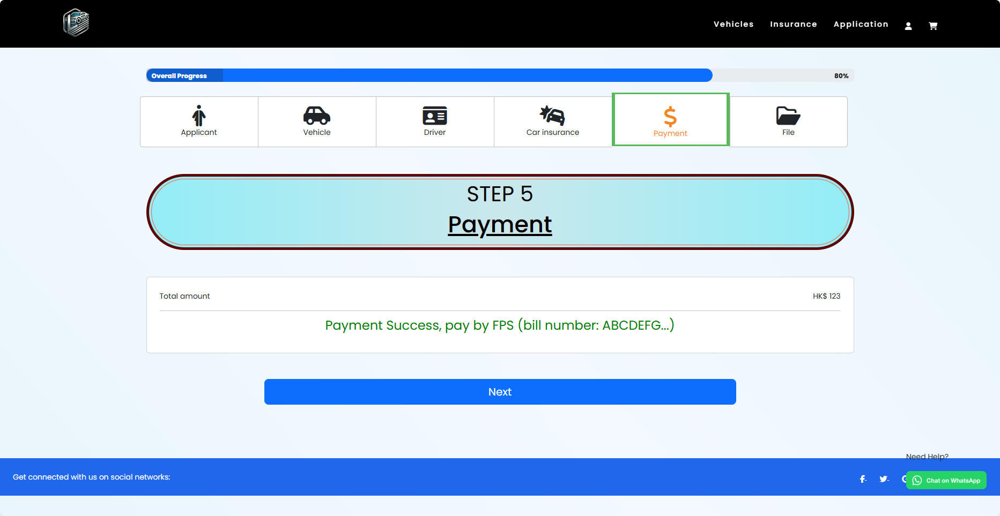 Vehicles Insurance Application
Overall Progress 80%
Applicant Vehicle Driver Car insurance Payment File
STEP 5
Payment
Total amount HK$ 123
Payment Success, pay by FPS (bill number: ABCDEFG...)
Next
Need Help?
Get connected with us on social networks:
Chat on WhatsApp